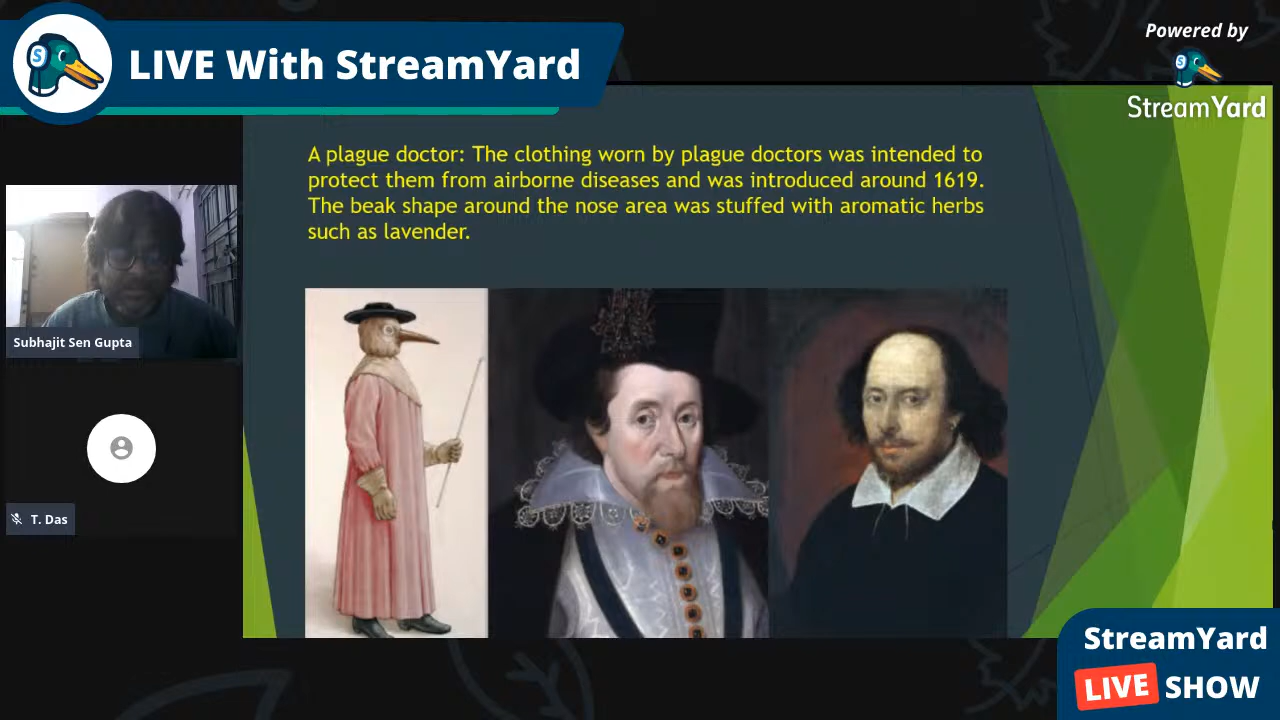 LIVE With StreamYard
Powered by
StreamYard
A plague doctor: The clothing worn by plague doctors was intended to
protect them from airborne diseases and was introduced around 1619.
The beak shape around the nose area was stuffed with aromatic herbs
such as lavender.
Subhajit Sen Gupta
T. Das
StreamYard
LIVE SHOW